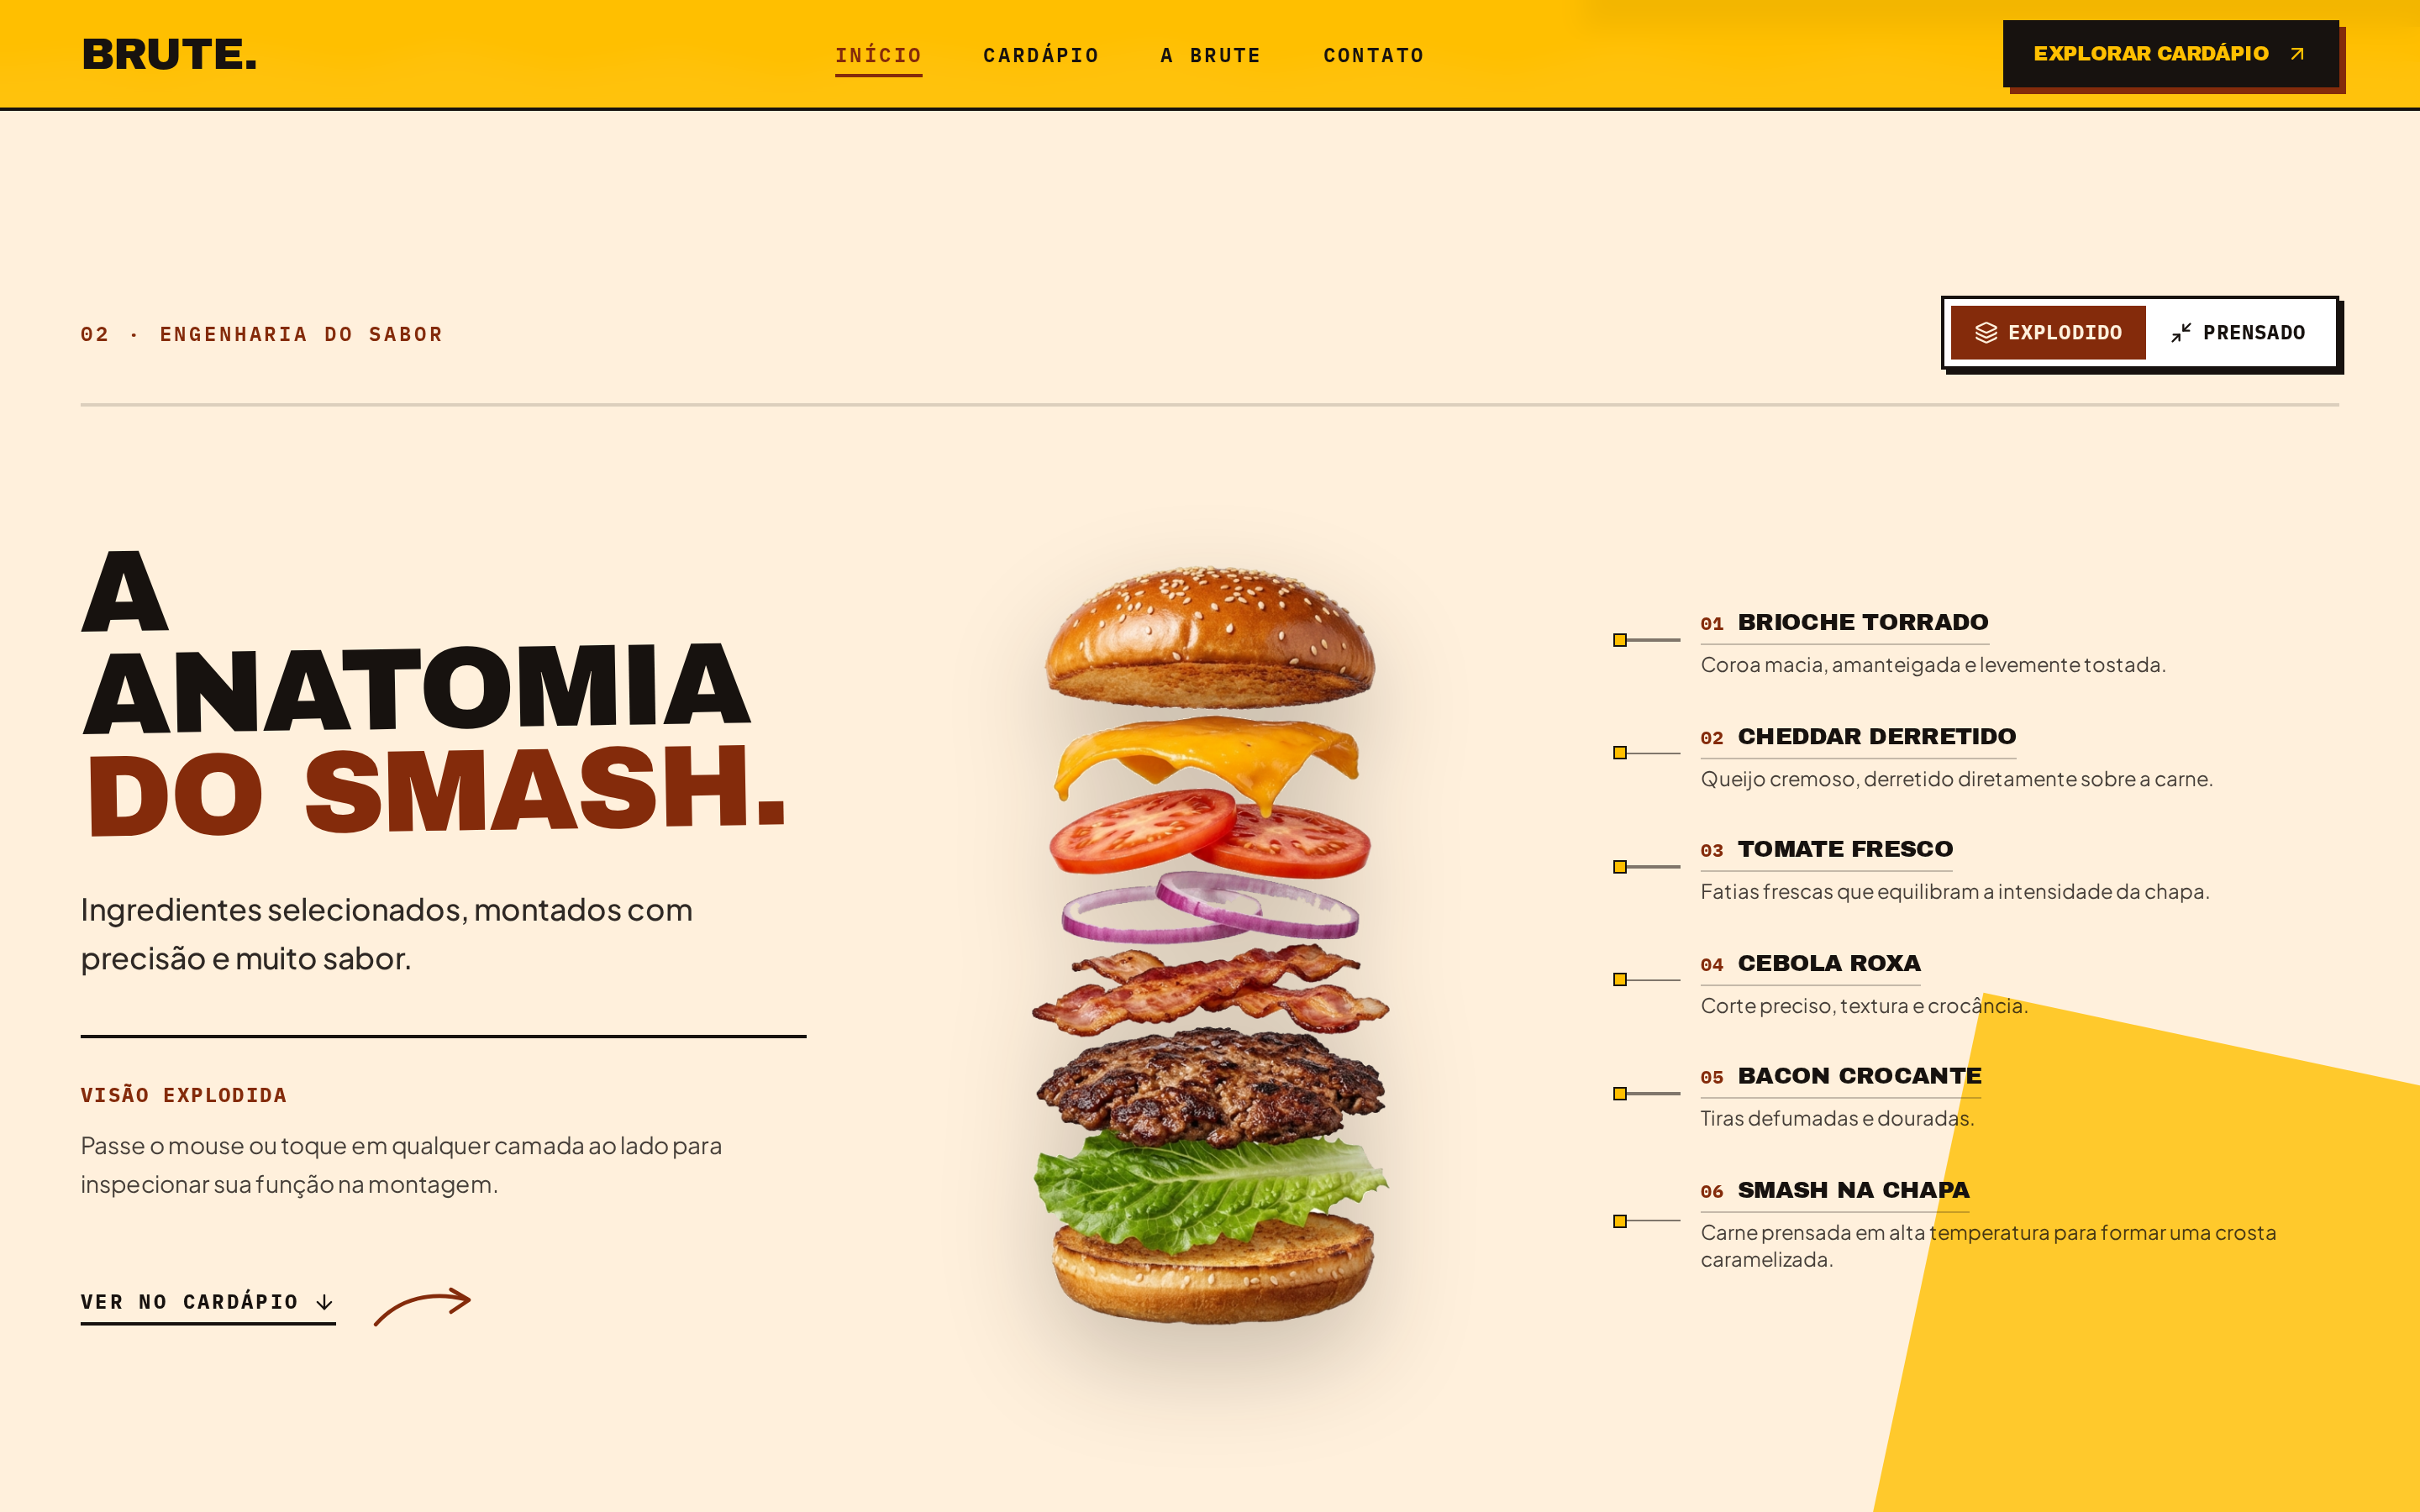 BRUTE.
INÍCIO
CARDÁPIO
A BRUTE
CONTATO
EXPLORAR CARDÁPIO
02 · ENGENHARIA DO SABOR
EXPLODIDO
PRENSADO
A
ANATOMIA
DO SMASH.
Ingredientes selecionados, montados com
precisão e muito sabor.
VISÃO EXPLODIDA
Passe o mouse ou toque em qualquer camada ao lado para
inspecionar sua função na montagem.
VER NO CARDÁPIO
01 BRIOCHE TORRADO
Coroa macia, amanteigada e levemente tostada.
02 CHEDDAR DERRETIDO
Queijo cremoso, derretido diretamente sobre a carne.
03 TOMATE FRESCO
Fatias frescas que equilibram a intensidade da chapa.
04 CEBOLA ROXA
Corte preciso, textura e crocância.
05 BACON CROCANTE
Tiras defumadas e douradas.
06 SMASH NA CHAPA
Carne prensada em alta temperatura para formar uma crosta
caramelizada.